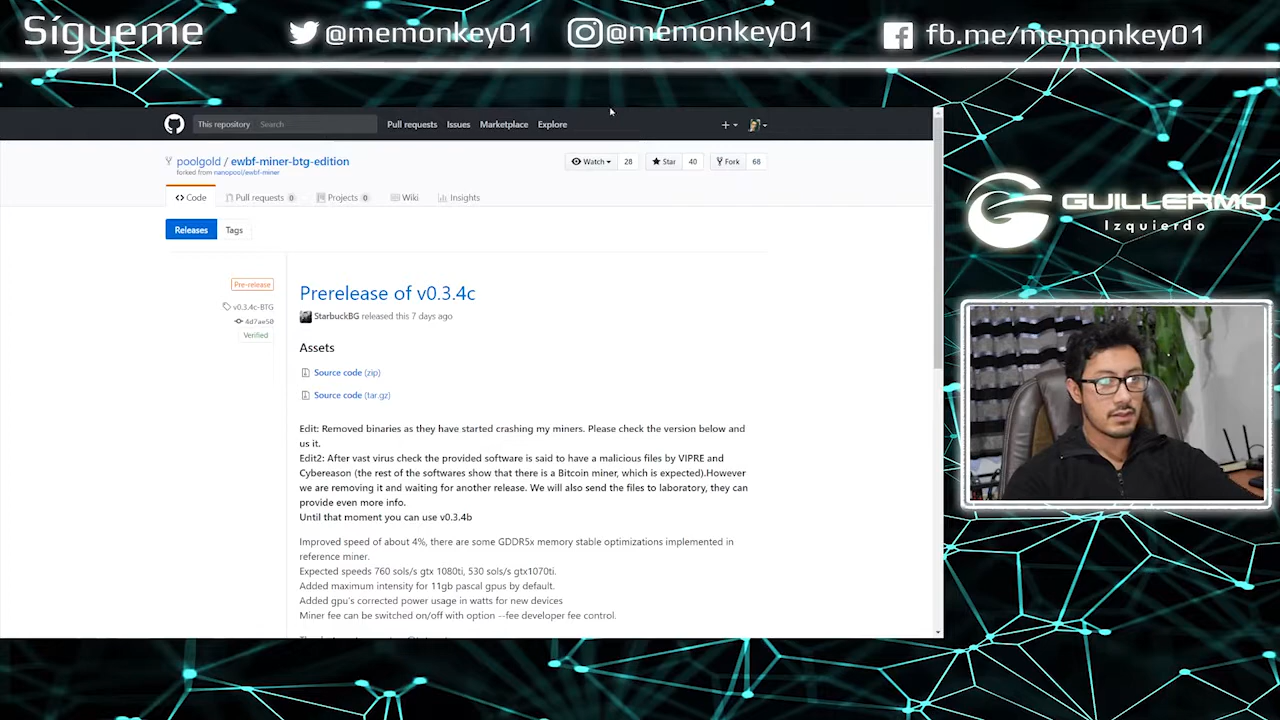 Sígueme @memonkey01 @memonkey01 fb.me/memonkey01
This repository Search Pull requests Issues Marketplace Explore
poolgold / ewbf-miner-btg-edition
forked from nanopool/ewbf-miner
Watch 28 Star 40 Fork 68
Code Pull requests 0 Projects 0 Wiki Insights
Releases Tags
Pre-release
v0.3.4c-BTG
4d7ae50
Verified
Prerelease of v0.3.4c
StarbuckBG released this 7 days ago
Assets
Source code (zip)
Source code (tar.gz)
Edit: Removed binaries as they have started crashing my miners. Please check the version below and
us it.
Edit2: After vast virus check the provided software is said to have a malicious files by VIPRE and
Cybereason (the rest of the softwares show that there is a Bitcoin miner, which is expected).However
we are removing it and waiting for another release. We will also send the files to laboratory, they can
provide even more info.
Until that moment you can use v0.3.4b
Improved speed of about 4%, there are some GDDR5x memory stable optimizations implemented in
reference miner.
Expected speeds 760 sols/s gtx 1080ti, 530 sols/s gtx1070ti.
Added maximum intensity for 11gb pascal gpus by default.
Added gpu's corrected power usage in watts for new devices
Miner fee can be switched on/off with option --fee developer fee control.
GUILLERMO
Izquierdo